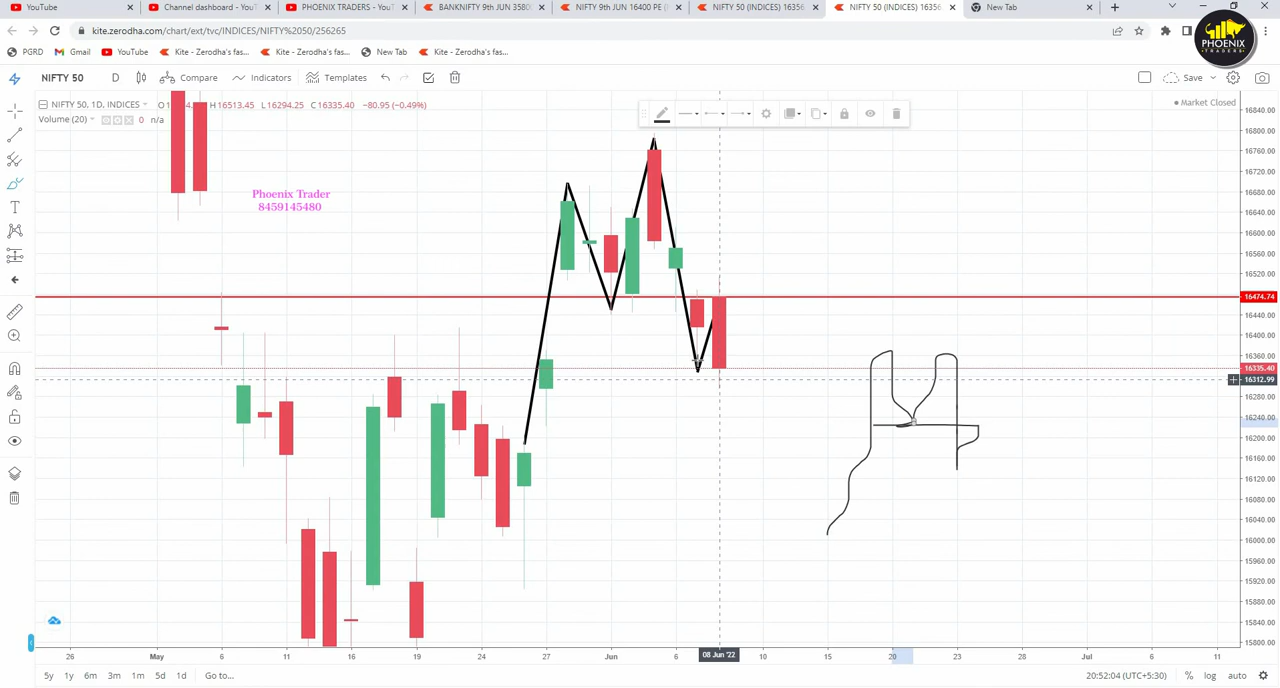 YouTube
Channel dashboard - YouT
PHOENIX TRADERS - YouTub
BANKNIFTY 9th JUN 3580
NIFTY 9th JUN 16400 PE (
NIFTY 50 (INDICES) 16356
NIFTY 50 (INDICES) 16356
New Tab
kite.zerodha.com/chart/ext/tvc/INDICES/NIFTY%2050/256265
PGRD
Gmail
YouTube
Kite - Zerodha's fas...
Kite - Zerodha's fas...
New Tab
Kite - Zerodha's fas...
PHOENIX
TRADERS
NIFTY 50
D
Compare
Indicators
Templates
Save
NIFTY 50, 1D, INDICES
H16513.45 L16294.25 C16335.40 −80.95 (−0.49%)
Market Closed
Volume (20)
0 n/a
Phoenix Trader
8459145480
16840.00
16800.00
16760.00
16720.00
16680.00
16640.00
16600.00
16560.00
16520.00
16474.74
16440.00
16400.00
16360.00
16335.40
16312.99
16280.00
16240.00
16200.00
16160.00
16120.00
16080.00
16040.00
16000.00
15960.00
15920.00
15880.00
15840.00
15800.00
26 May 6 11 16 19 24 27 Jun 6 08 Jun '22 10 15 20 23 28 Jul 6 11
5y 1y 6m 3m 1m 5d 1d Go to...
20:52:04 (UTC+5:30) % log auto